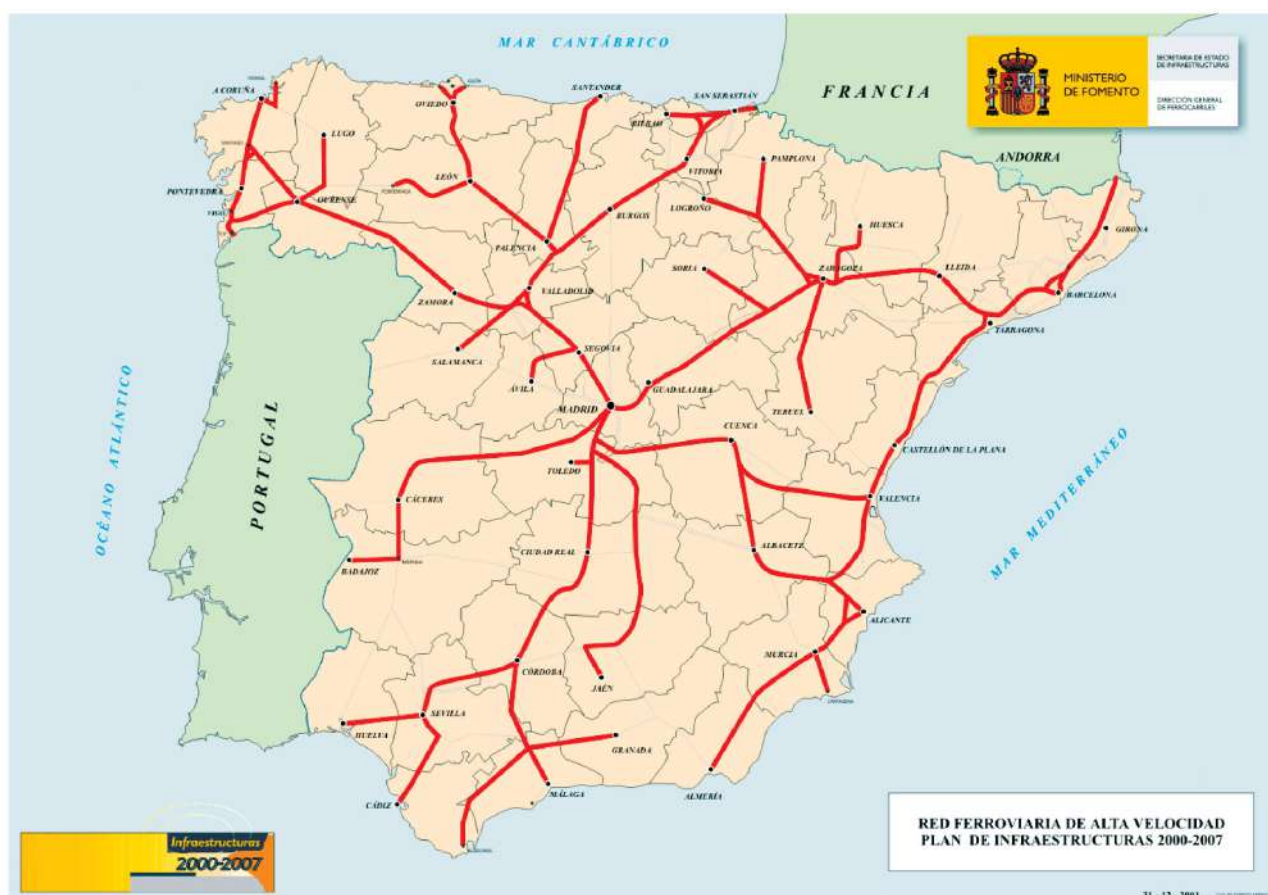 MAR CANTÁBRICO
FRANCIA
MINISTERIO
DE FOMENTO
SECRETARIA DE ESTADO
DE INFRAESTRUCTURAS
DIRECCIÓN GENERAL
DE FERROCARRILES
ANDORRA
A CORUÑA
OVIEDO
SANTANDER
SAN SEBASTIÁN
BILBAO
LUGO
LEÓN
VITORIA
PAMPLONA
PONTEVEDRA
OURENSE
LOGROÑO
BURGOS
HUESCA
GIRONA
PALENCIA
SORIA
ZARAGOZA
LLEIDA
ZAMORA
VALLADOLID
BARCELONA
TARRAGONA
SALAMANCA
SEGOVIA
ÁVILA
GUADALAJARA
MADRID
TERUEL
CUENCA
CASTELLÓN DE LA PLANA
TOLEDO
CÁCERES
VALENCIA
OCÉANO ATLÁNTICO
PORTUGAL
MAR MEDITERRÁNEO
CIUDAD REAL
ALBACETE
BADAJOZ
ALICANTE
MURCIA
CÓRDOBA
JAÉN
CARTAGENA
SEVILLA
HUELVA
GRANADA
CÁDIZ
MÁLAGA
ALMERÍA
RED FERROVIARIA DE ALTA VELOCIDAD
PLAN DE INFRAESTRUCTURAS 2000-2007
Infraestructuras
2000-2007